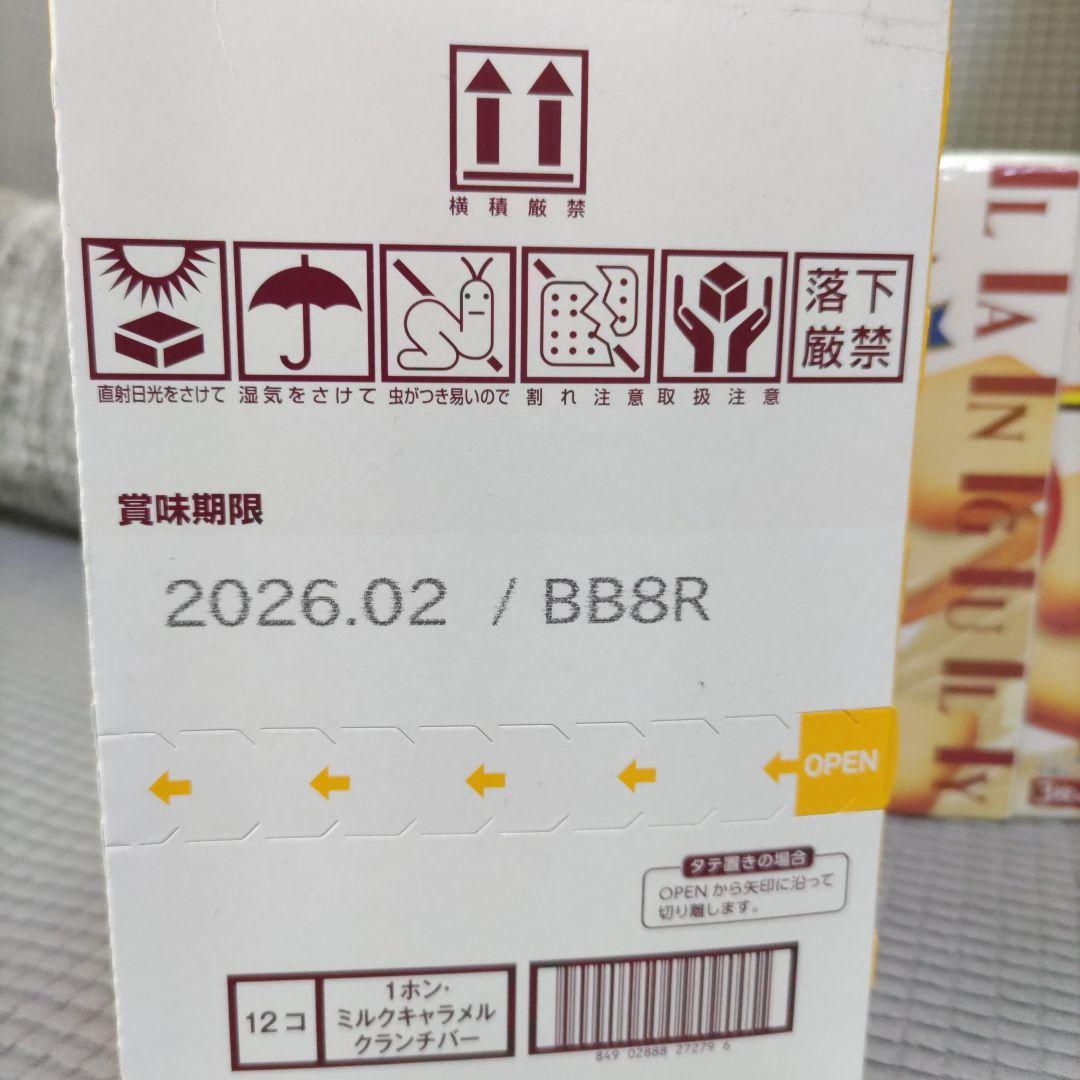 横積厳禁
落下
厳禁
直射日光をさけて
湿気をさけて
虫がつき易いので
割れ注意
取扱注意
賞味期限
2026.02 / BB8R
OPEN
タテ置きの場合
OPENから矢印に沿って
切り離します。
12コ
1ホン・
ミルクキャラメル
クランチバー
849 02888 27279 6